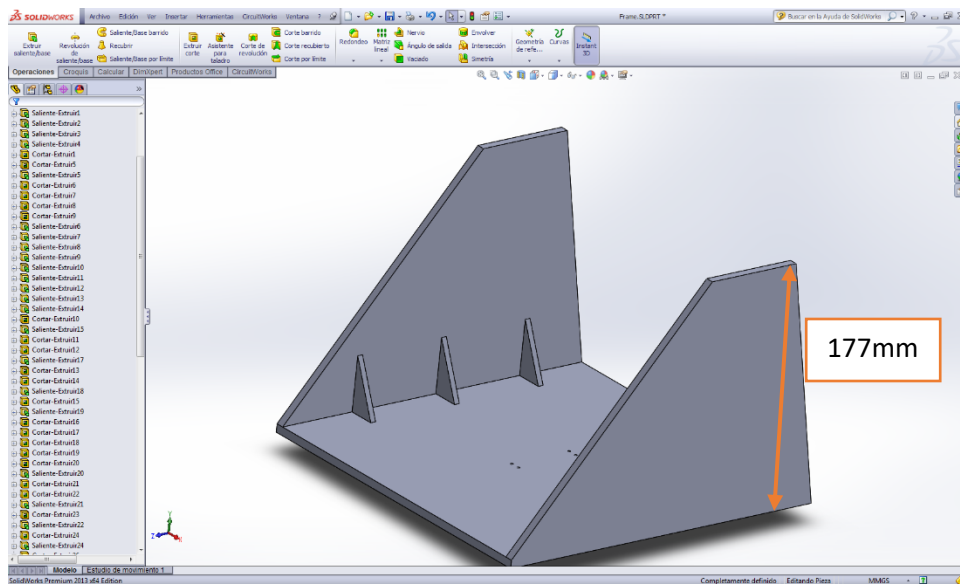 SOLIDWORKS Archivo Edición Ver Insertar Herramientas CircuitWorks Ventana ? Frame.SLDPRT * Buscar en la Ayuda de SolidWorks
Extruir saliente/base
Revolución de saliente/base
Saliente/Base barrido
Recubrir
Saliente/Base por límite
Extruir corte
Asistente para taladro
Corte de revolución
Corte barrido
Corte recubierto
Corte por límite
Redondeo
Matriz lineal
Nervio
Ángulo de salida
Vaciado
Envolver
Intersección
Simetría
Geometría de refe...
Curvas
Instant 3D
Operaciones Croquis Calcular DimXpert Productos Office CircuitWorks
Saliente-Extruir1
Saliente-Extruir2
Saliente-Extruir3
Saliente-Extruir4
Cortar-Extruir1
Cortar-Extruir5
Saliente-Extruir5
Cortar-Extruir6
Cortar-Extruir7
Cortar-Extruir8
Cortar-Extruir9
Saliente-Extruir6
Saliente-Extruir7
Saliente-Extruir8
Saliente-Extruir9
Saliente-Extruir10
Saliente-Extruir11
Saliente-Extruir12
Saliente-Extruir13
Saliente-Extruir14
Cortar-Extruir10
Saliente-Extruir15
Cortar-Extruir11
Cortar-Extruir12
Saliente-Extruir17
Cortar-Extruir13
Cortar-Extruir14
Saliente-Extruir18
Cortar-Extruir15
Saliente-Extruir19
Cortar-Extruir16
Cortar-Extruir17
Cortar-Extruir18
Cortar-Extruir19
Cortar-Extruir20
Saliente-Extruir20
Cortar-Extruir21
Cortar-Extruir22
Saliente-Extruir21
Cortar-Extruir23
Saliente-Extruir22
Cortar-Extruir24
Saliente-Extruir24
177mm
Y
Z
X
Modelo Estudio de movimiento 1
SolidWorks Premium 2013 x64 Edition Completamente definido Editando Pieza MMGS